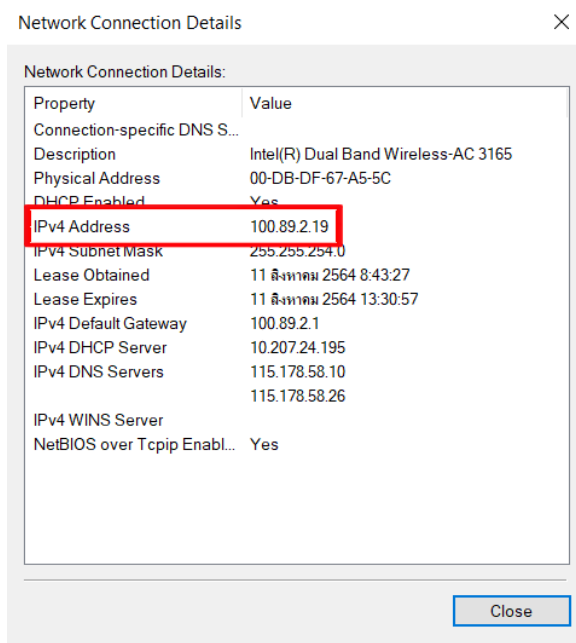 Network Connection Details
Network Connection Details:
Property Value
Connection-specific DNS S...
Description Intel(R) Dual Band Wireless-AC 3165
Physical Address 00-DB-DF-67-A5-5C
DHCP Enabled Yes
IPv4 Address 100.89.2.19
IPv4 Subnet Mask 255.255.254.0
Lease Obtained 11 สิงหาคม 2564 8:43:27
Lease Expires 11 สิงหาคม 2564 13:30:57
IPv4 Default Gateway 100.89.2.1
IPv4 DHCP Server 10.207.24.195
IPv4 DNS Servers 115.178.58.10
115.178.58.26
IPv4 WINS Server
NetBIOS over Tcpip Enabl... Yes
Close